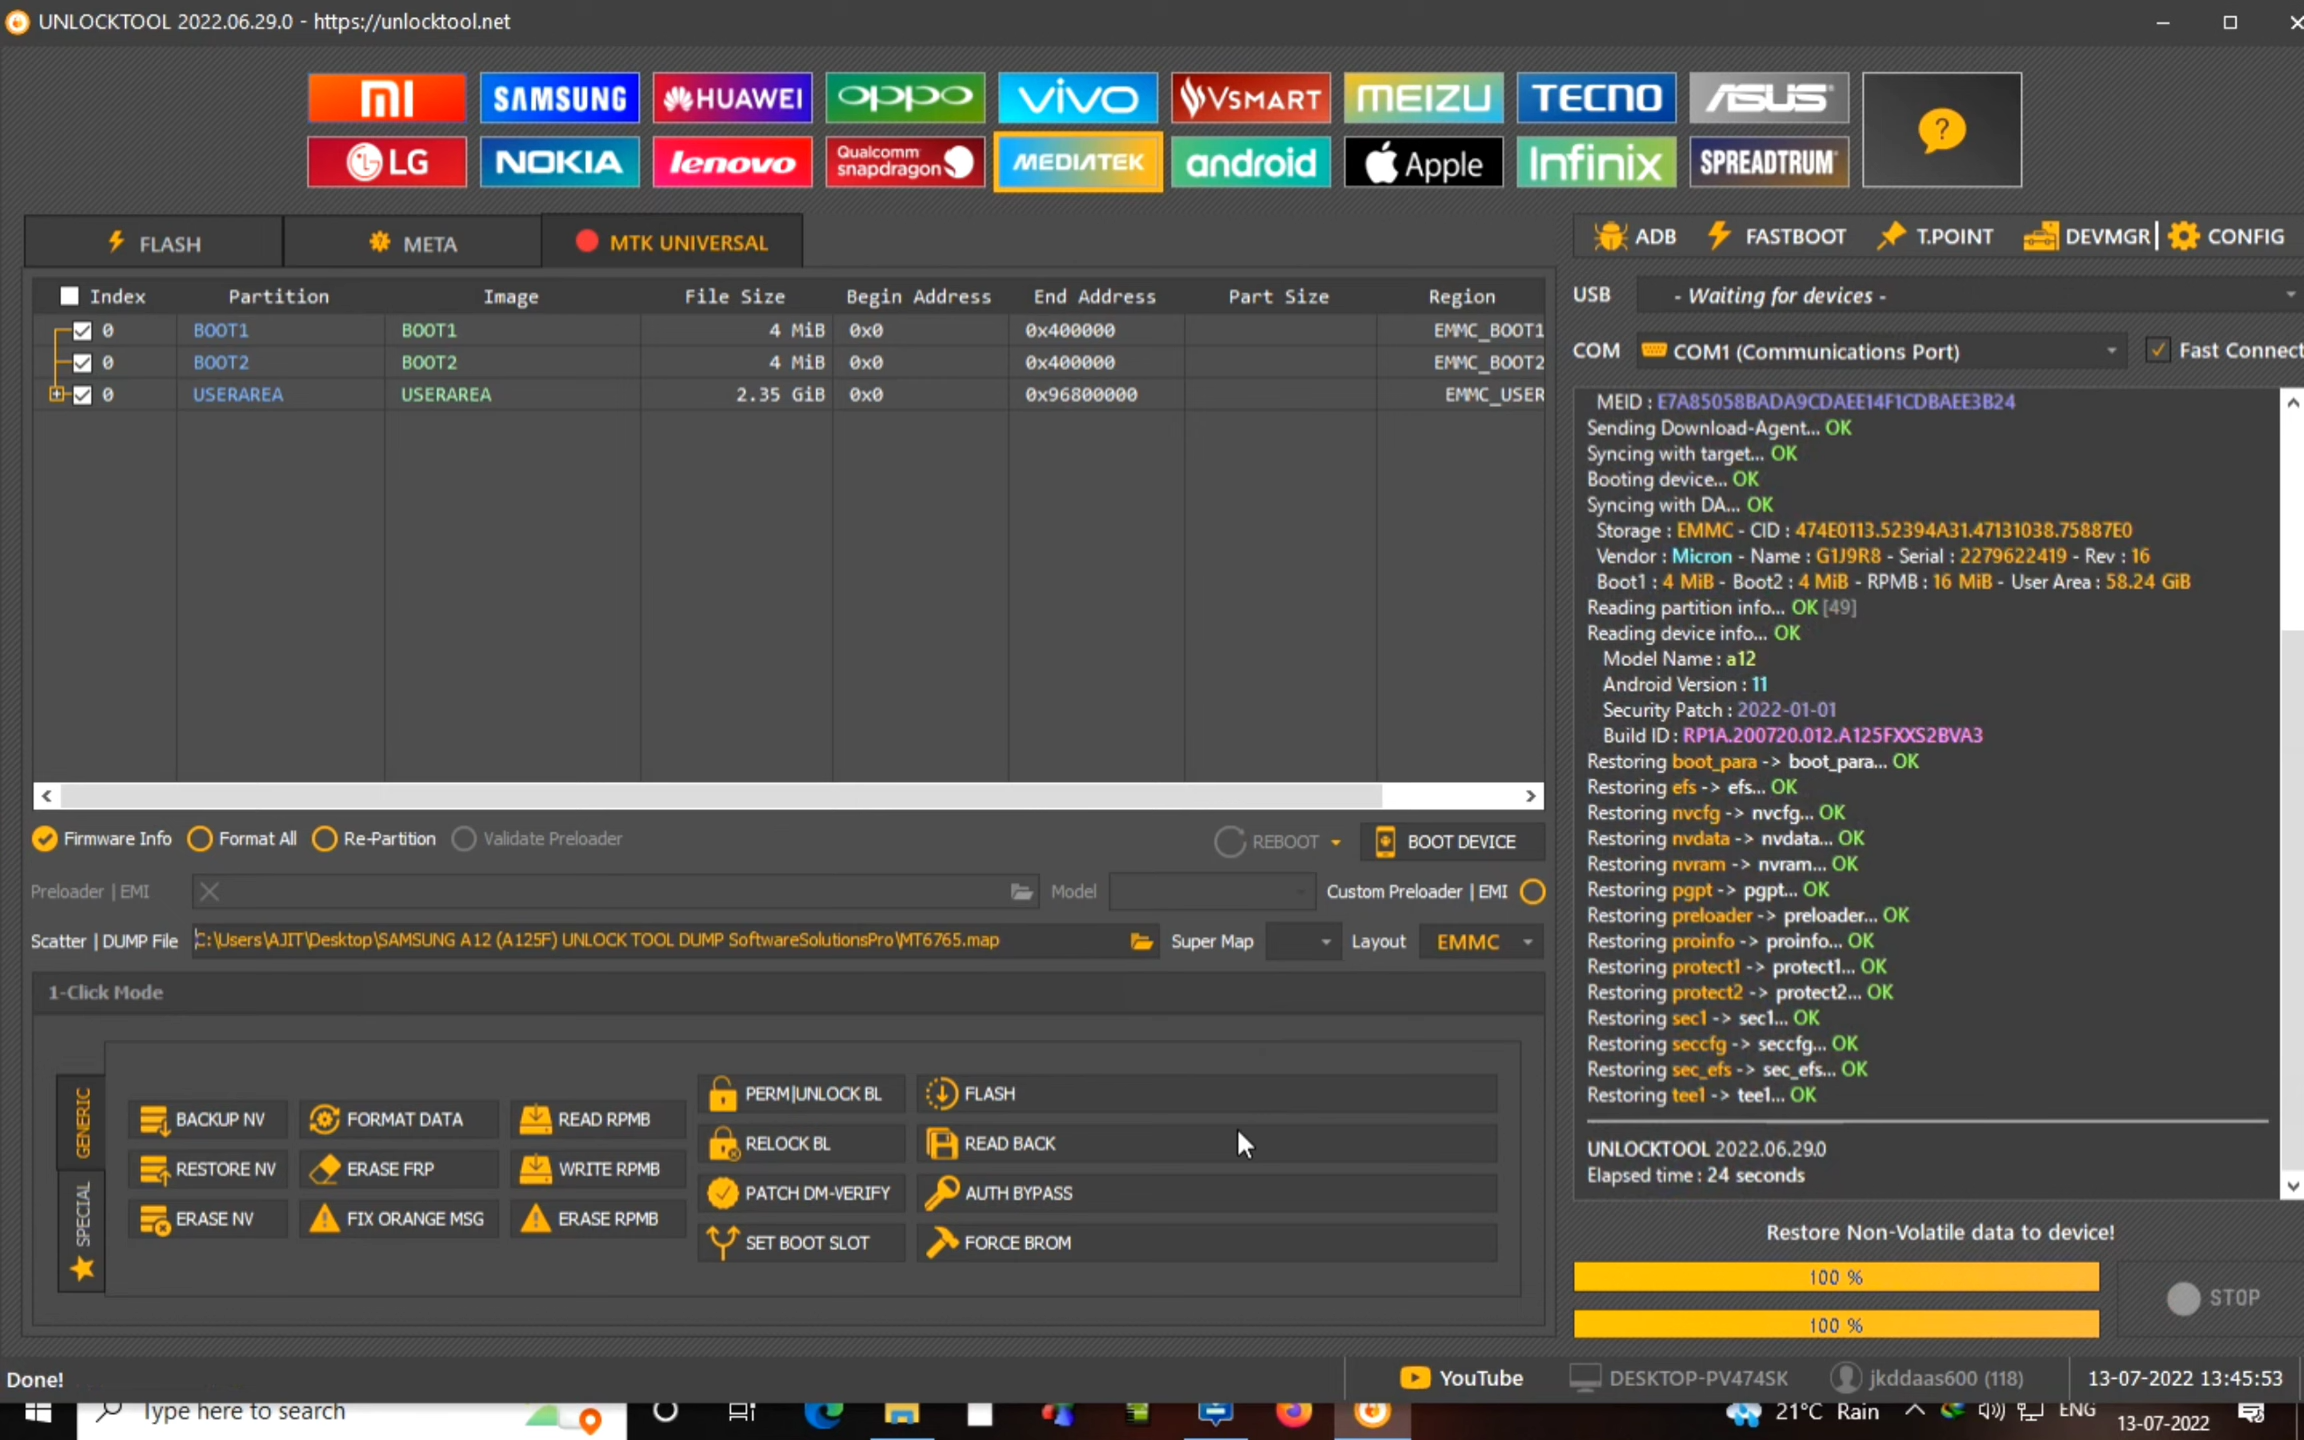 UNLOCKTOOL 2022.06.29.0 - https://unlocktool.net
MI SAMSUNG HUAWEI oppo vivo VSMART MEIZU TECNO ASUS ?
LG NOKIA lenovo Qualcomm snapdragon MEDIATEK android Apple Infinix SPREADTRUM
FLASH META MTK UNIVERSAL
ADB FASTBOOT T.POINT DEVMGR CONFIG
Index Partition Image File Size Begin Address End Address Part Size Region
0 BOOT1 BOOT1 4 MiB 0x0 0x400000 EMMC_BOOT1
0 BOOT2 BOOT2 4 MiB 0x0 0x400000 EMMC_BOOT2
0 USERAREA USERAREA 2.35 GiB 0x0 0x96800000 EMMC_USER
Firmware Info Format All Re-Partition Validate Preloader REBOOT BOOT DEVICE
Preloader | EMI Model Custom Preloader | EMI
Scatter | DUMP File C:\Users\AJIT\Desktop\SAMSUNG A12 (A125F) UNLOCK TOOL DUMP SoftwareSolutionsPro\MT6765.map Super Map Layout EMMC
1-Click Mode
GENERIC
SPECIAL
BACKUP NV FORMAT DATA READ RPMB
RESTORE NV ERASE FRP WRITE RPMB
ERASE NV FIX ORANGE MSG ERASE RPMB
PERM|UNLOCK BL FLASH
RELOCK BL READ BACK
PATCH DM-VERIFY AUTH BYPASS
SET BOOT SLOT FORCE BROM
USB - Waiting for devices -
COM COM1 (Communications Port) Fast Connect
MEID : E7A85058BADA9CDAEE14F1CDBAEE3B24
Sending Download-Agent... OK
Syncing with target... OK
Booting device... OK
Syncing with DA... OK
Storage : EMMC - CID : 474E0113.52394A31.47131038.75887E0
Vendor : Micron - Name : G1J9R8 - Serial : 2279622419 - Rev : 16
Boot1 : 4 MiB - Boot2 : 4 MiB - RPMB : 16 MiB - User Area : 58.24 GiB
Reading partition info... OK [49]
Reading device info... OK
Model Name : a12
Android Version : 11
Security Patch : 2022-01-01
Build ID : RP1A.200720.012.A125FXXS2BVA3
Restoring boot_para -> boot_para... OK
Restoring efs -> efs... OK
Restoring nvcfg -> nvcfg... OK
Restoring nvdata -> nvdata... OK
Restoring nvram -> nvram... OK
Restoring pgpt -> pgpt... OK
Restoring preloader -> preloader... OK
Restoring proinfo -> proinfo... OK
Restoring protect1 -> protect1... OK
Restoring protect2 -> protect2... OK
Restoring sec1 -> sec1... OK
Restoring seccfg -> seccfg... OK
Restoring sec_efs -> sec_efs... OK
Restoring tee1 -> tee1... OK
UNLOCKTOOL 2022.06.29.0
Elapsed time : 24 seconds
Restore Non-Volatile data to device!
100 %
STOP
100 %
Done! YouTube DESKTOP-PV474SK jkddaas600 (118) 13-07-2022 13:45:53
Type here to search 21°C Rain ENG
13-07-2022